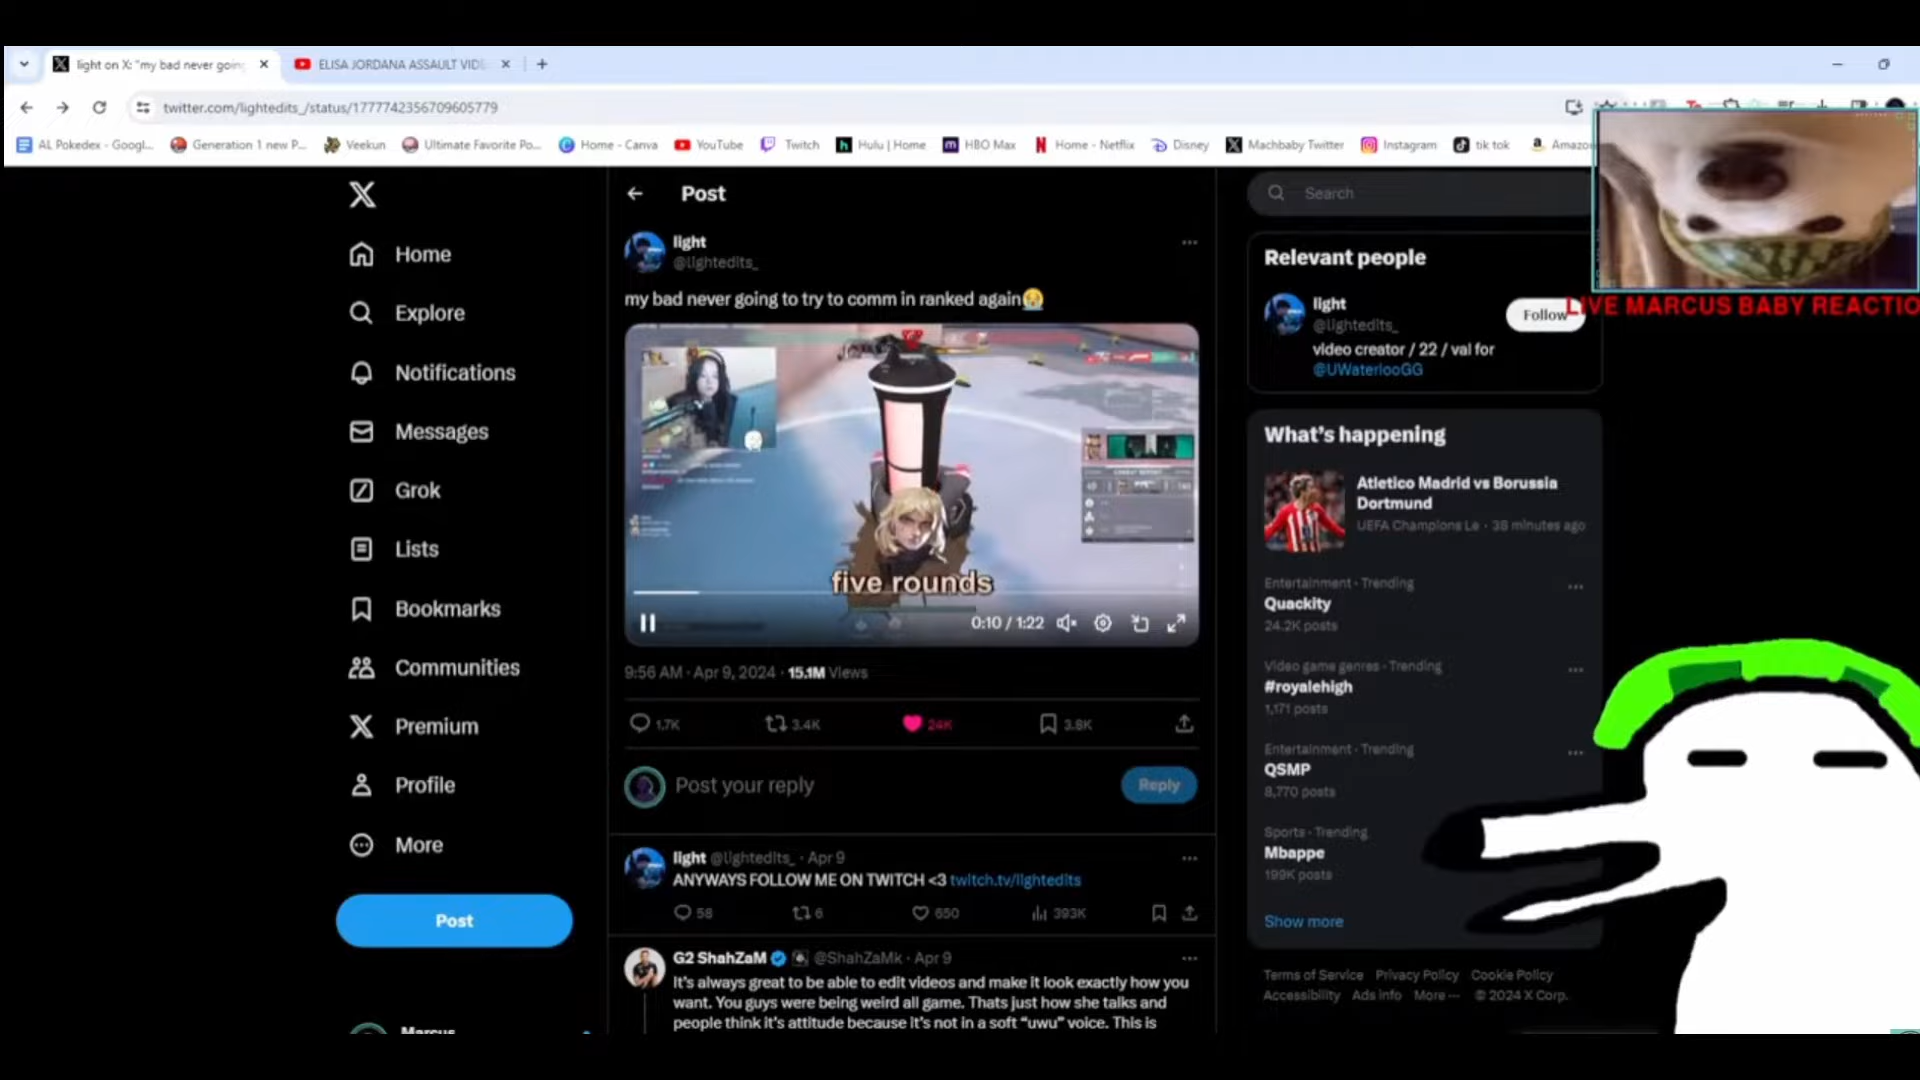 light on X: "my bad never going
ELISA JORDANA ASSAULT VIDE
twitter.com/lightedits_/status/1777742356709605779
AL Pokedex - Googl...
Generation 1 new P...
Veekun
Ultimate Favorite Po...
Home - Canva
YouTube
Twitch
Hulu | Home
HBO Max
Home - Netflix
Disney
Machbaby Twitter
Instagram
tik tok
Amazo
Home
Explore
Notifications
Messages
Grok
Lists
Bookmarks
Communities
Premium
Profile
More
Post
Marcus
Post
light
@lightedits_
my bad never going to try to comm in ranked again😭
five rounds
0:10 / 1:22
9:56 AM · Apr 9, 2024 · 15.1M Views
1.7K 3.4K 24K 3.8K
Post your reply
Reply
light @lightedits_ · Apr 9
ANYWAYS FOLLOW ME ON TWITCH <3 twitch.tv/lightedits
58 6 650 393K
G2 ShahZaM @ShahZaMk · Apr 9
It's always great to be able to edit videos and make it look exactly how you
want. You guys were being weird all game. Thats just how she talks and
people think it's attitude because it's not in a soft "uwu" voice. This is
Search
Relevant people
light
@lightedits_
Follow
video creator / 22 / val for
@UWaterlooGG
LIVE MARCUS BABY REACTIO
What's happening
Atletico Madrid vs Borussia
Dortmund
UEFA Champions Le · 38 minutes ago
Entertainment · Trending
Quackity
24.2K posts
Video game genres · Trending
#royalehigh
1,171 posts
Entertainment · Trending
QSMP
8,770 posts
Sports · Trending
Mbappe
199K posts
Show more
Terms of Service Privacy Policy Cookie Policy
Accessibility Ads info More ··· © 2024 X Corp.